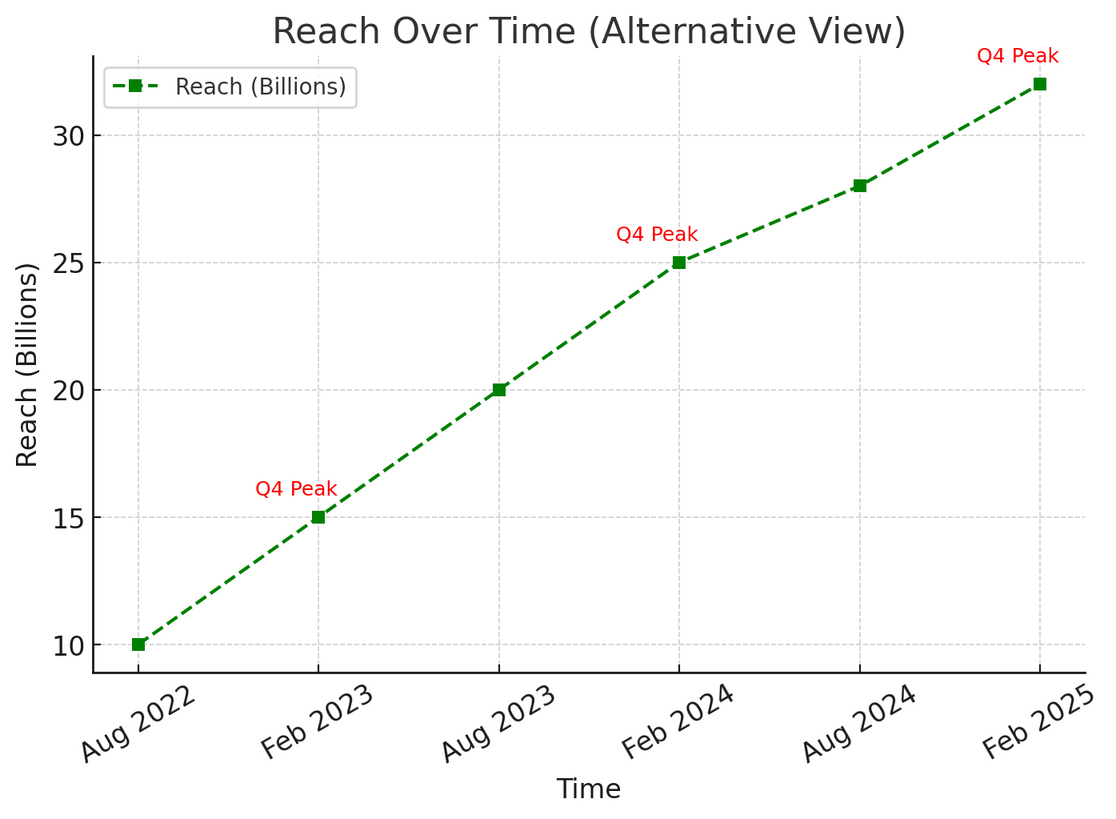 Reach Over Time (Alternative View)
Q4 Peak
Reach (Billions)
30
Q4 Peak
25
Reach (Billions)
20
Q4 Peak
15
10
Aug 2022
Feb 2023
Aug 2023
Feb 2024
Aug 2024
Feb 2025
Time